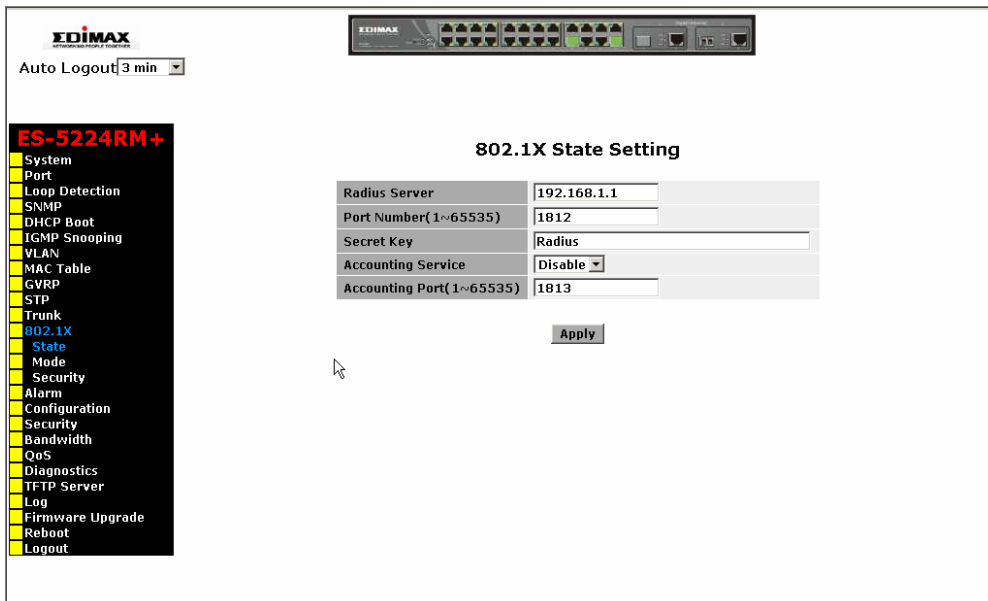 EDIMAX
NETWORKING PEOPLE TOGETHER
EDIMAX
Auto Logout 3 min
ES-5224RM+
System
Port
Loop Detection
SNMP
DHCP Boot
IGMP Snooping
VLAN
MAC Table
GVRP
STP
Trunk
802.1X
State
Mode
Security
Alarm
Configuration
Security
Bandwidth
QoS
Diagnostics
TFTP Server
Log
Firmware Upgrade
Reboot
Logout
802.1X State Setting
Radius Server 192.168.1.1
Port Number(1~65535) 1812
Secret Key Radius
Accounting Service Disable
Accounting Port(1~65535) 1813
Apply